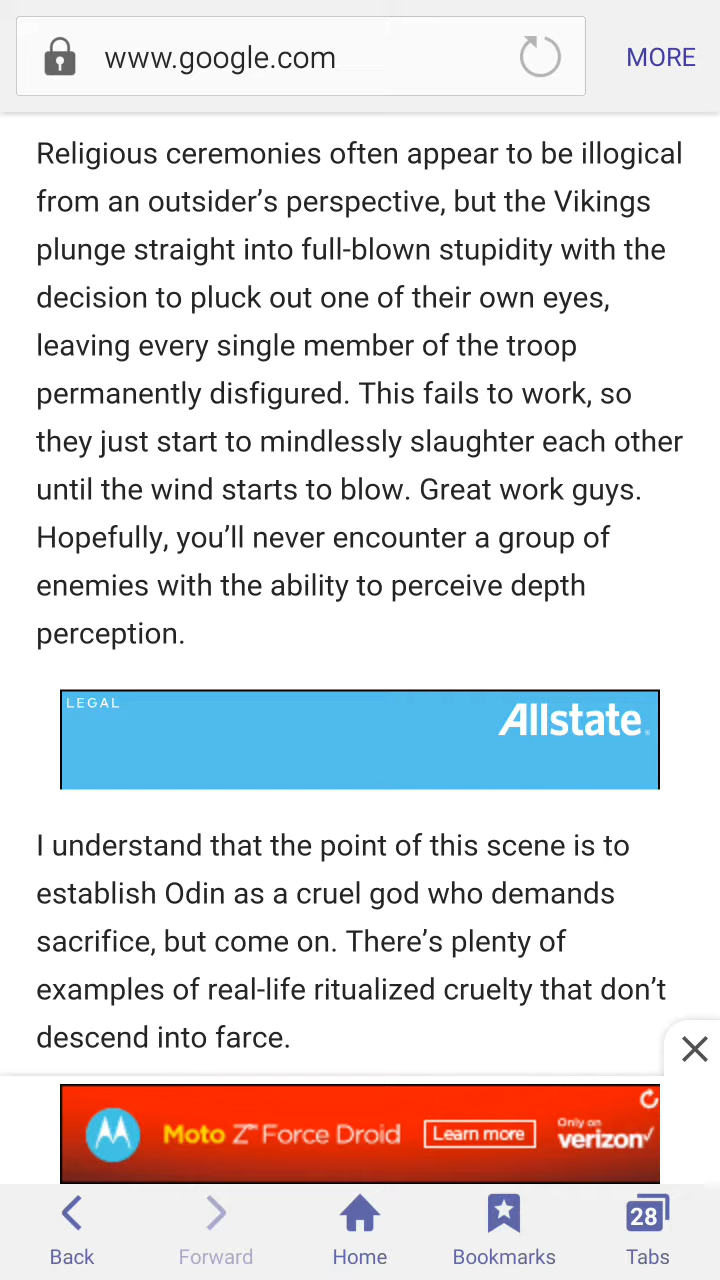 www.google.com
MORE
Religious ceremonies often appear to be illogical
from an outsider’s perspective, but the Vikings
plunge straight into full-blown stupidity with the
decision to pluck out one of their own eyes,
leaving every single member of the troop
permanently disfigured. This fails to work, so
they just start to mindlessly slaughter each other
until the wind starts to blow. Great work guys.
Hopefully, you’ll never encounter a group of
enemies with the ability to perceive depth
perception.
LEGAL
Allstate
I understand that the point of this scene is to
establish Odin as a cruel god who demands
sacrifice, but come on. There’s plenty of
examples of real-life ritualized cruelty that don’t
descend into farce.
Moto Z™ Force Droid
Learn more
Only on
verizon✓
Back
Forward
Home
Bookmarks
28
Tabs